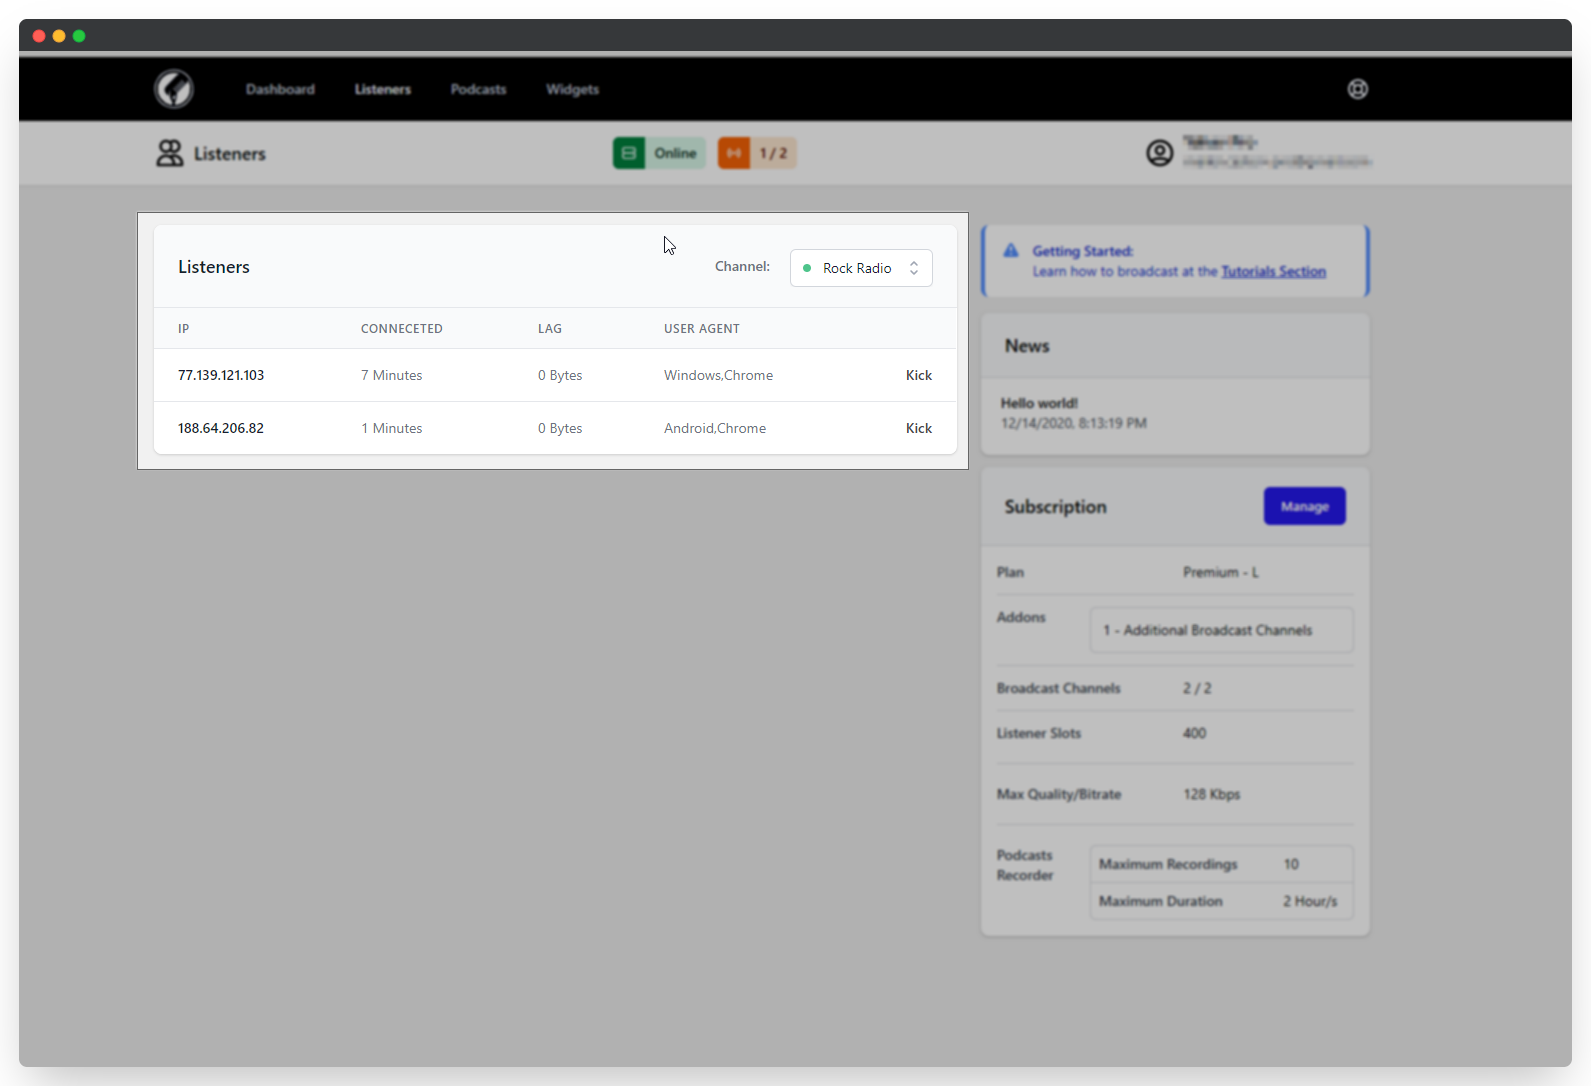 Dashboard Listeners Podcasts Widgets
Listeners
Online
1 / 2
Listeners
Channel: Rock Radio
IP CONNECETED LAG USER AGENT
77.139.121.103 7 Minutes 0 Bytes Windows,Chrome Kick
188.64.206.82 1 Minutes 0 Bytes Android,Chrome Kick
Getting Started:
Learn how to broadcast at the Tutorials Section
News
Hello world!
12/14/2020, 8:13:19 PM
Subscription
Manage
Plan Premium - L
Addons 1 - Additional Broadcast Channels
Broadcast Channels 2 / 2
Listener Slots 400
Max Quality/Bitrate 128 Kbps
Podcasts
Recorder
Maximum Recordings 10
Maximum Duration 2 Hour/s